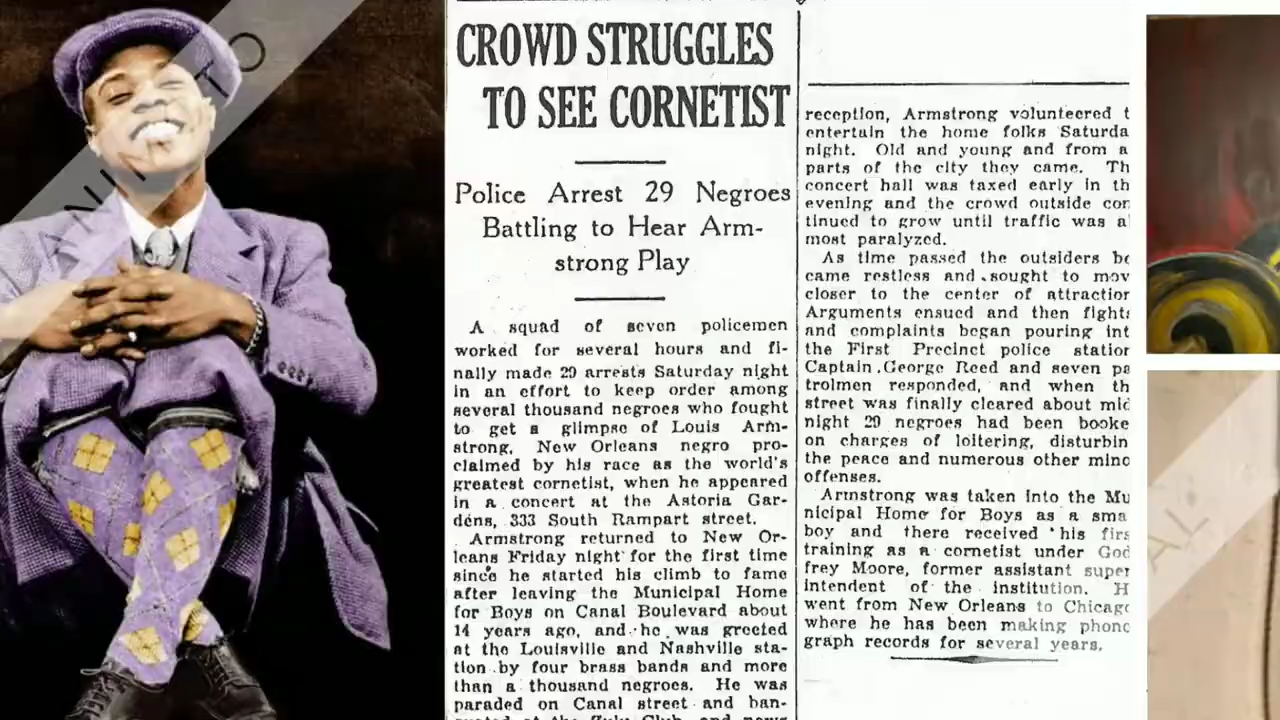 CROWD STRUGGLES
TO SEE CORNETIST
Police Arrest 29 Negroes
Battling to Hear Arm-
strong Play
A squad of seven policemen
worked for several hours and fi-
nally made 29 arrests Saturday night
in an effort to keep order among
several thousand negroes who fought
to get a glimpse of Louis Arm-
strong, New Orleans negro pro-
claimed by his race as the world's
greatest cornetist, when he appeared
in a concert at the Astoria Gar-
dens, 333 South Rampart street.
Armstrong returned to New Or-
leans Friday night for the first time
since he started his climb to fame
after leaving the Municipal Home
for Boys on Canal Boulevard about
14 years ago, and he was greeted
at the Louisville and Nashville sta-
tion by four brass bands and more
than a thousand negroes. He was
paraded on Canal street and ban-
at the Club, and
reception, Armstrong volunteered t
entertain the home folks Saturda
night. Old and young and from a
parts of the city they came. Th
concert hall was taxed early in th
evening and the crowd outside con
tinued to grow until traffic was al
most paralyzed.
As time passed the outsiders be
came restless and sought to mov
closer to the center of attraction
Arguments ensued and then fights
and complaints began pouring int
the First Precinct police station
Captain George Reed and seven pa
trolmen responded, and when th
street was finally cleared about mid
night 29 negroes had been booke
on charges of loitering, disturbin
the peace and numerous other mino
offenses.
Armstrong was taken into the Mu
nicipal Home for Boys as a sma
boy and there received his firs
training as a cornetist under God
frey Moore, former assistant super
intendent of the institution. H
went from New Orleans to Chicago
where he has been making phono
graph records for several years.